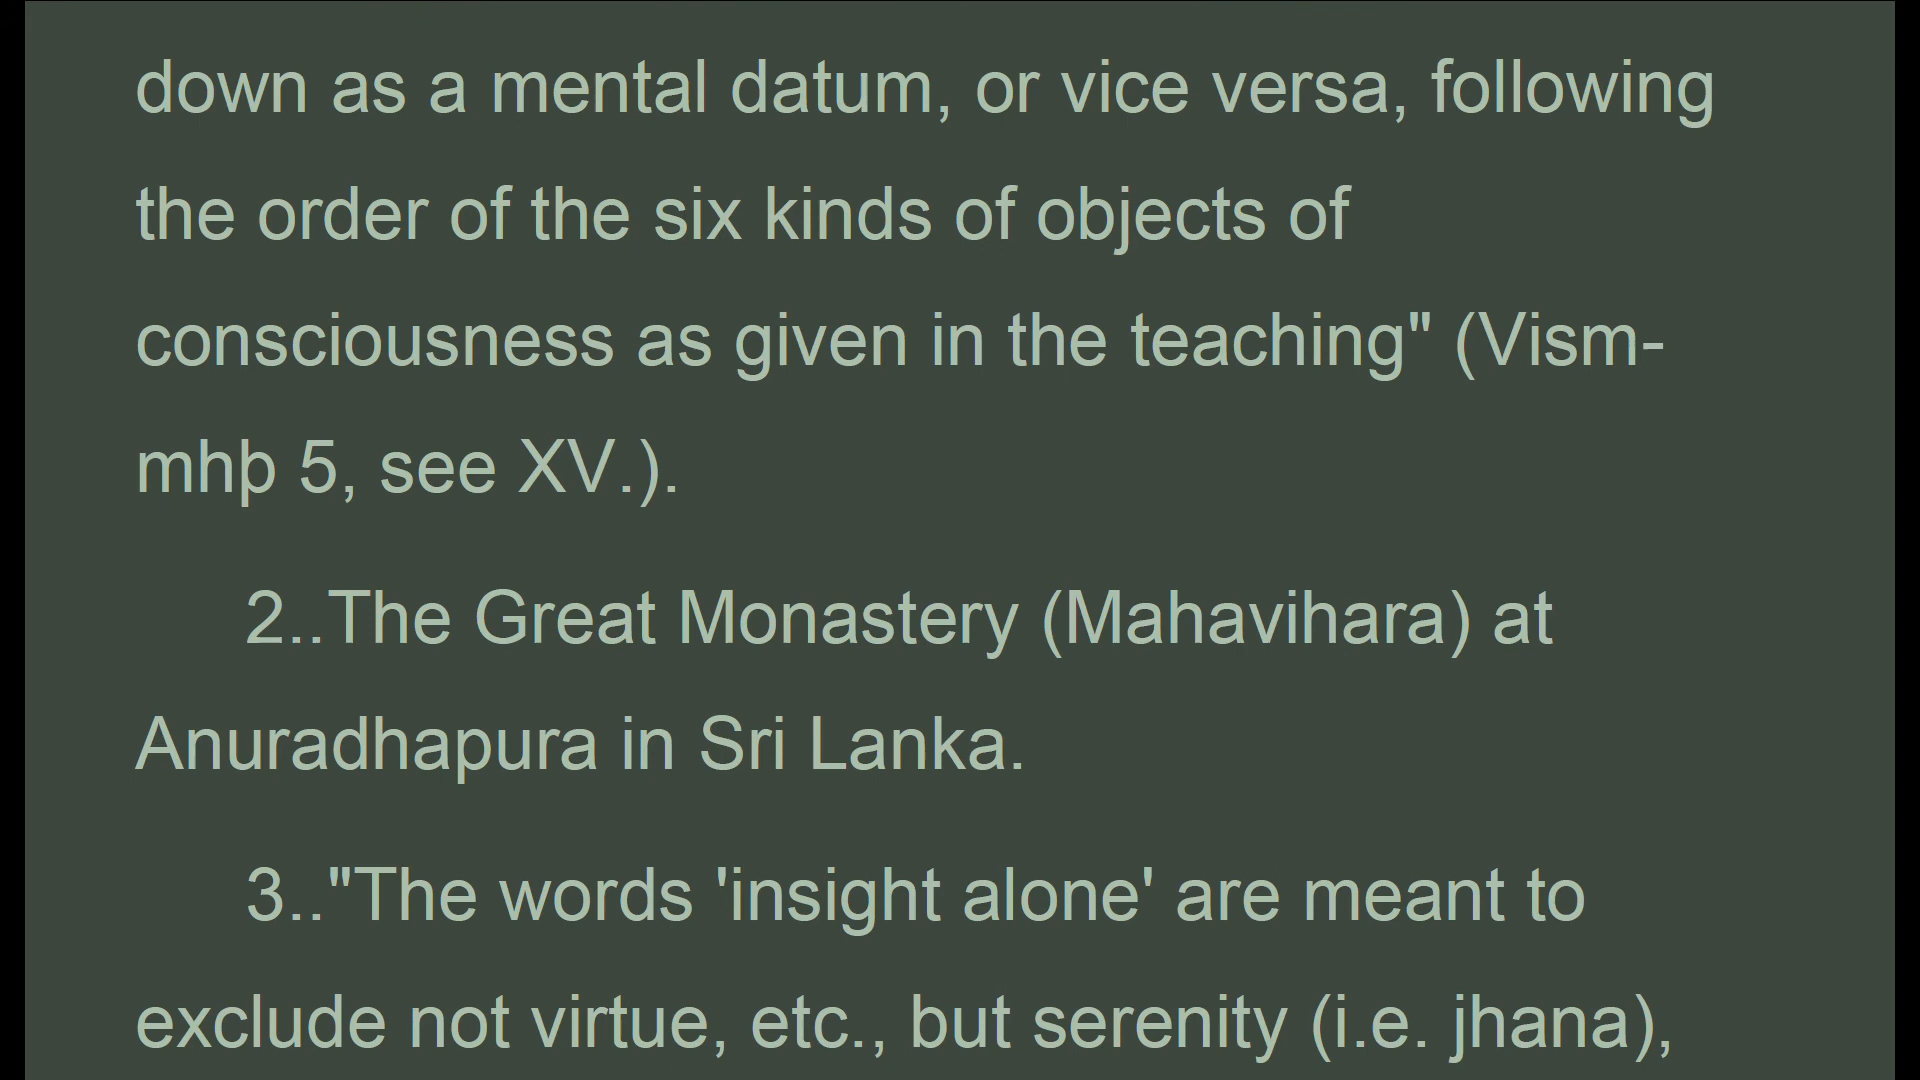 down as a mental datum, or vice versa, following
the order of the six kinds of objects of
consciousness as given in the teaching" (Vism-
mhþ 5, see XV.).
2..The Great Monastery (Mahavihara) at
Anuradhapura in Sri Lanka.
3.."The words 'insight alone' are meant to
exclude not virtue, etc., but serenity (i.e. jhana),